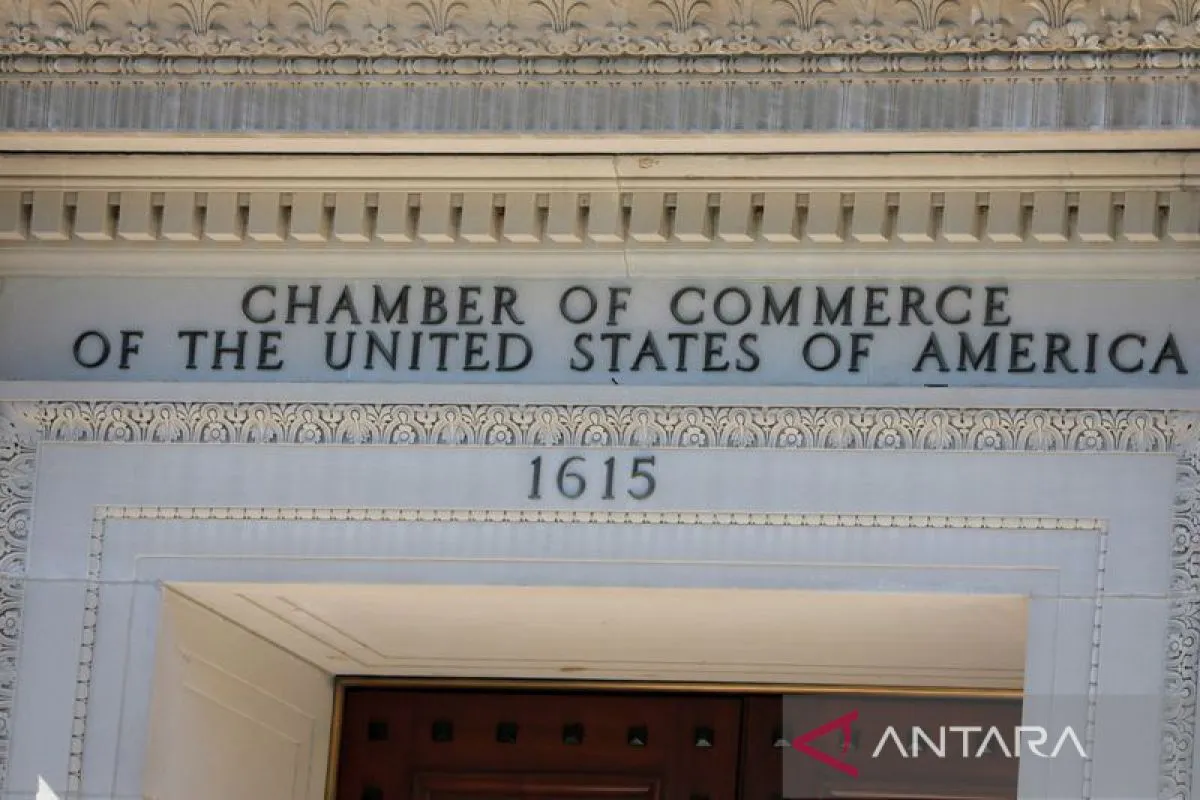 CHAMBER OF COMMERCE
OF THE UNITED STATES OF AMERICA
1615
ANTARA